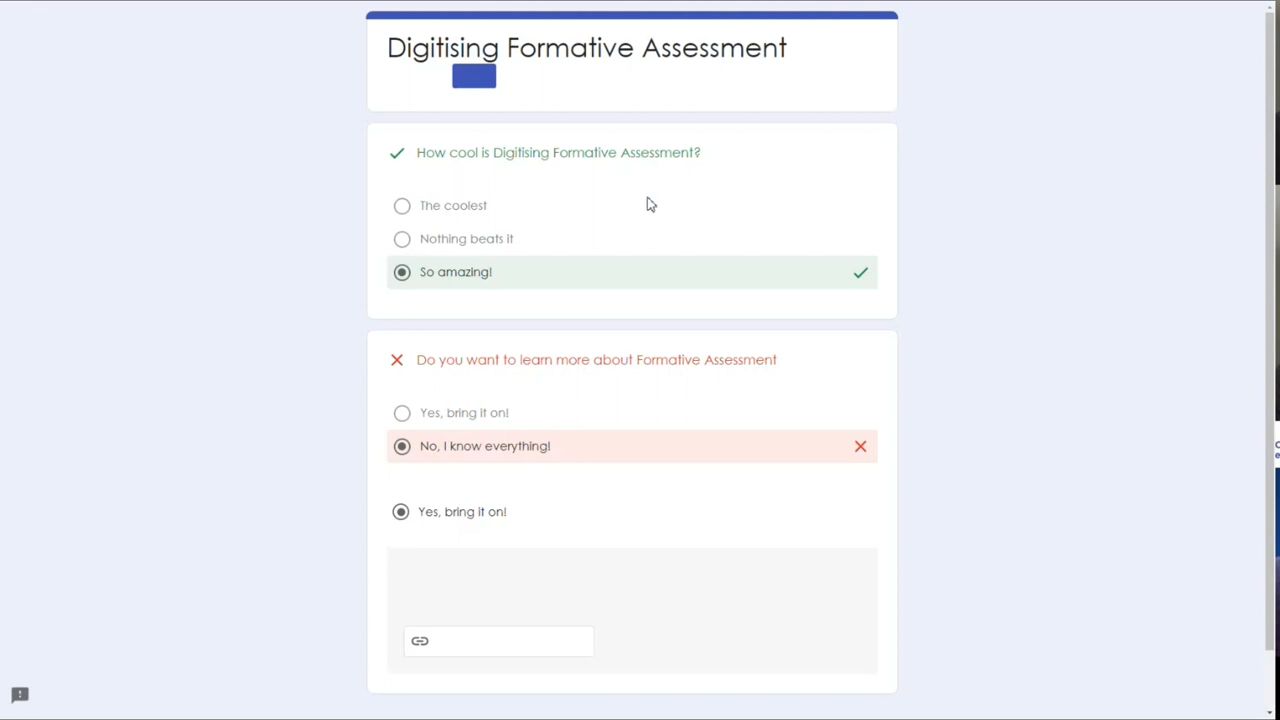 Digitising Formative Assessment
How cool is Digitising Formative Assessment?
The coolest
Nothing beats it
So amazing!
Do you want to learn more about Formative Assessment
Yes, bring it on!
No, I know everything!
Yes, bring it on!